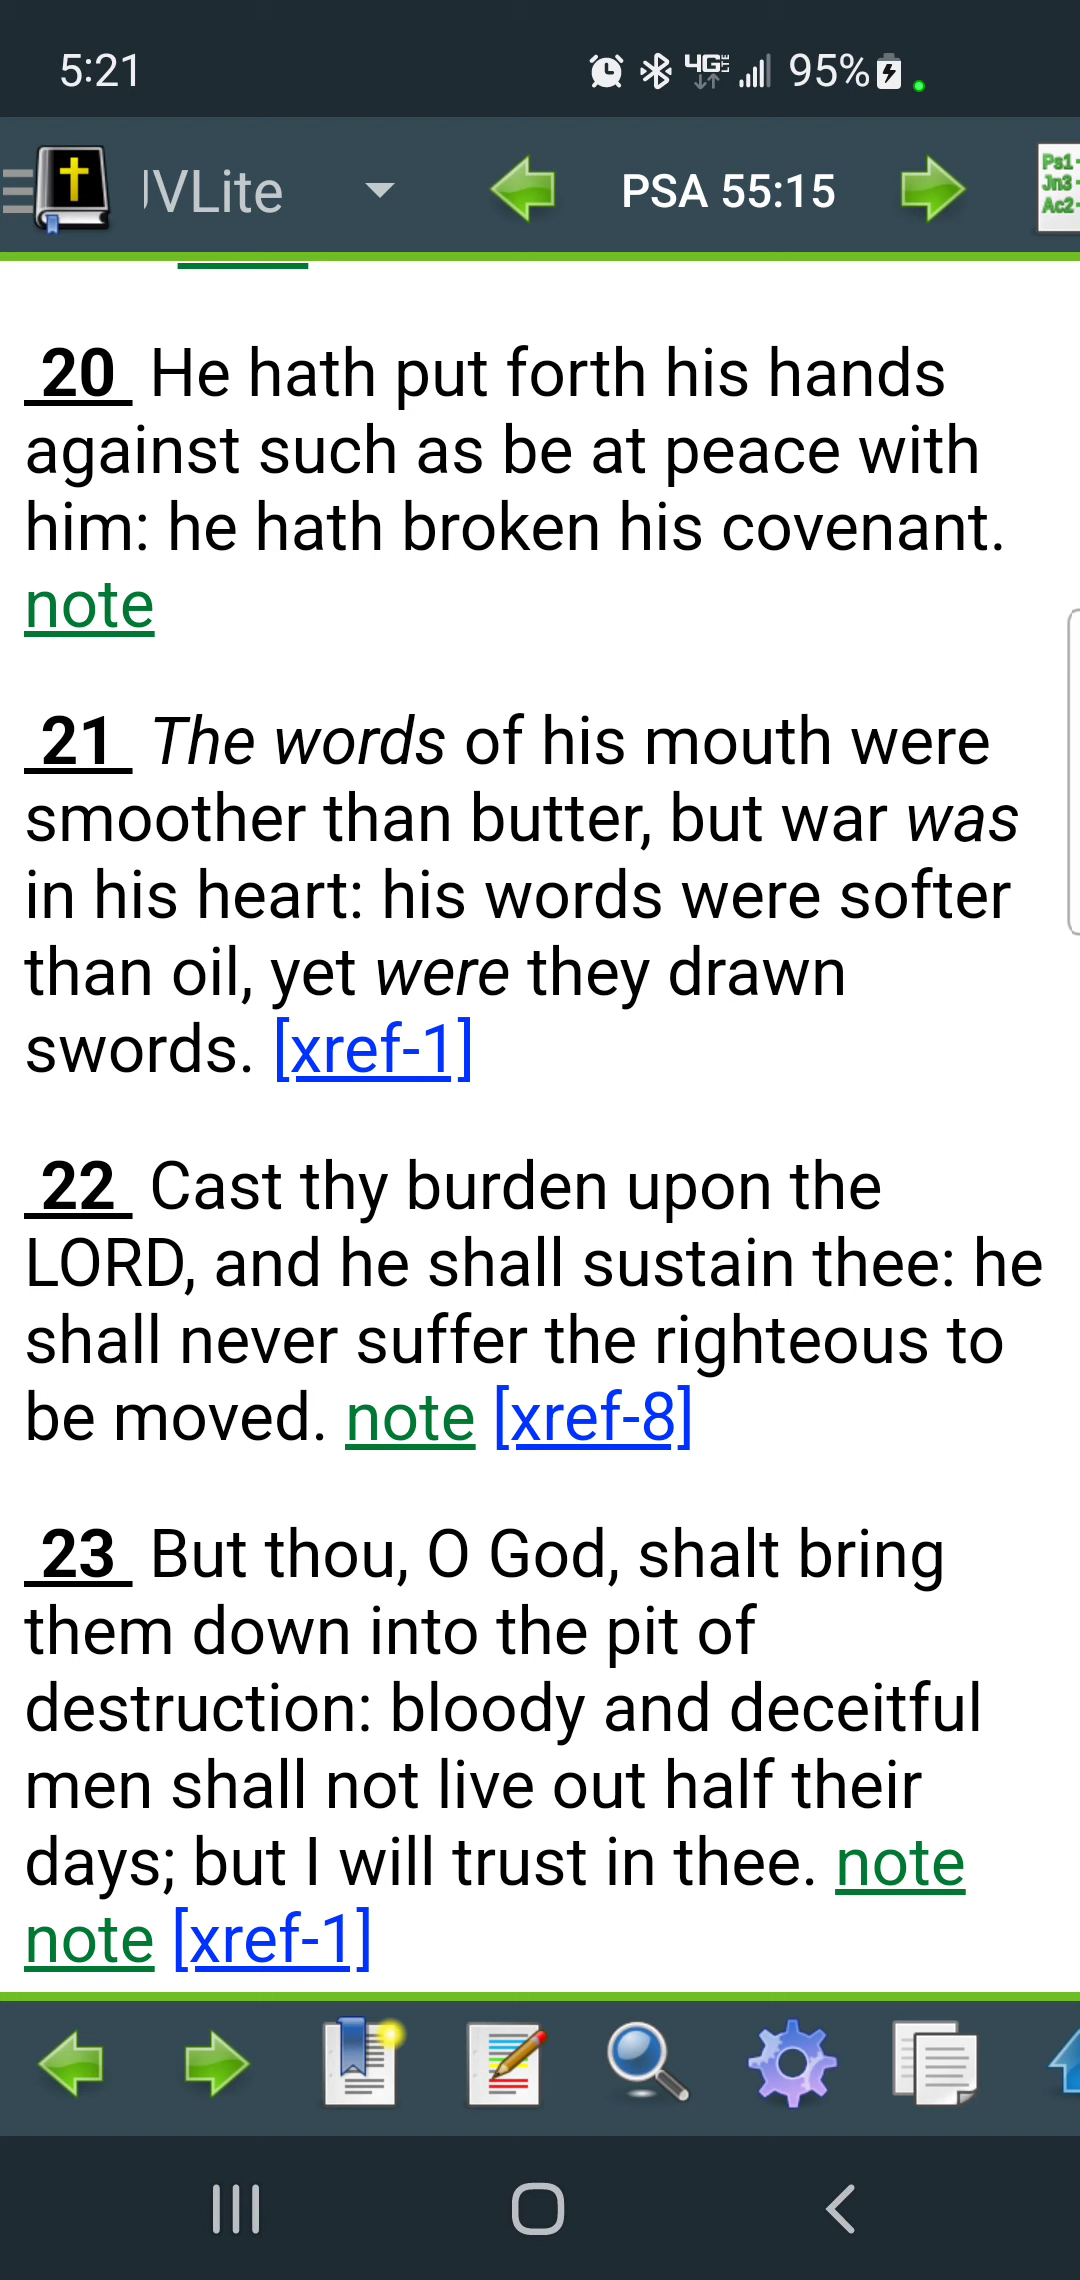 5:21 4G LTE 95%
JVLite PSA 55:15
Ps1-
Jn3-
Ac2-
20 He hath put forth his hands
against such as be at peace with
him: he hath broken his covenant.
note
21 The words of his mouth were
smoother than butter, but war was
in his heart: his words were softer
than oil, yet were they drawn
swords. [xref-1]
22 Cast thy burden upon the
LORD, and he shall sustain thee: he
shall never suffer the righteous to
be moved. note [xref-8]
23 But thou, O God, shalt bring
them down into the pit of
destruction: bloody and deceitful
men shall not live out half their
days; but I will trust in thee. note
note [xref-1]